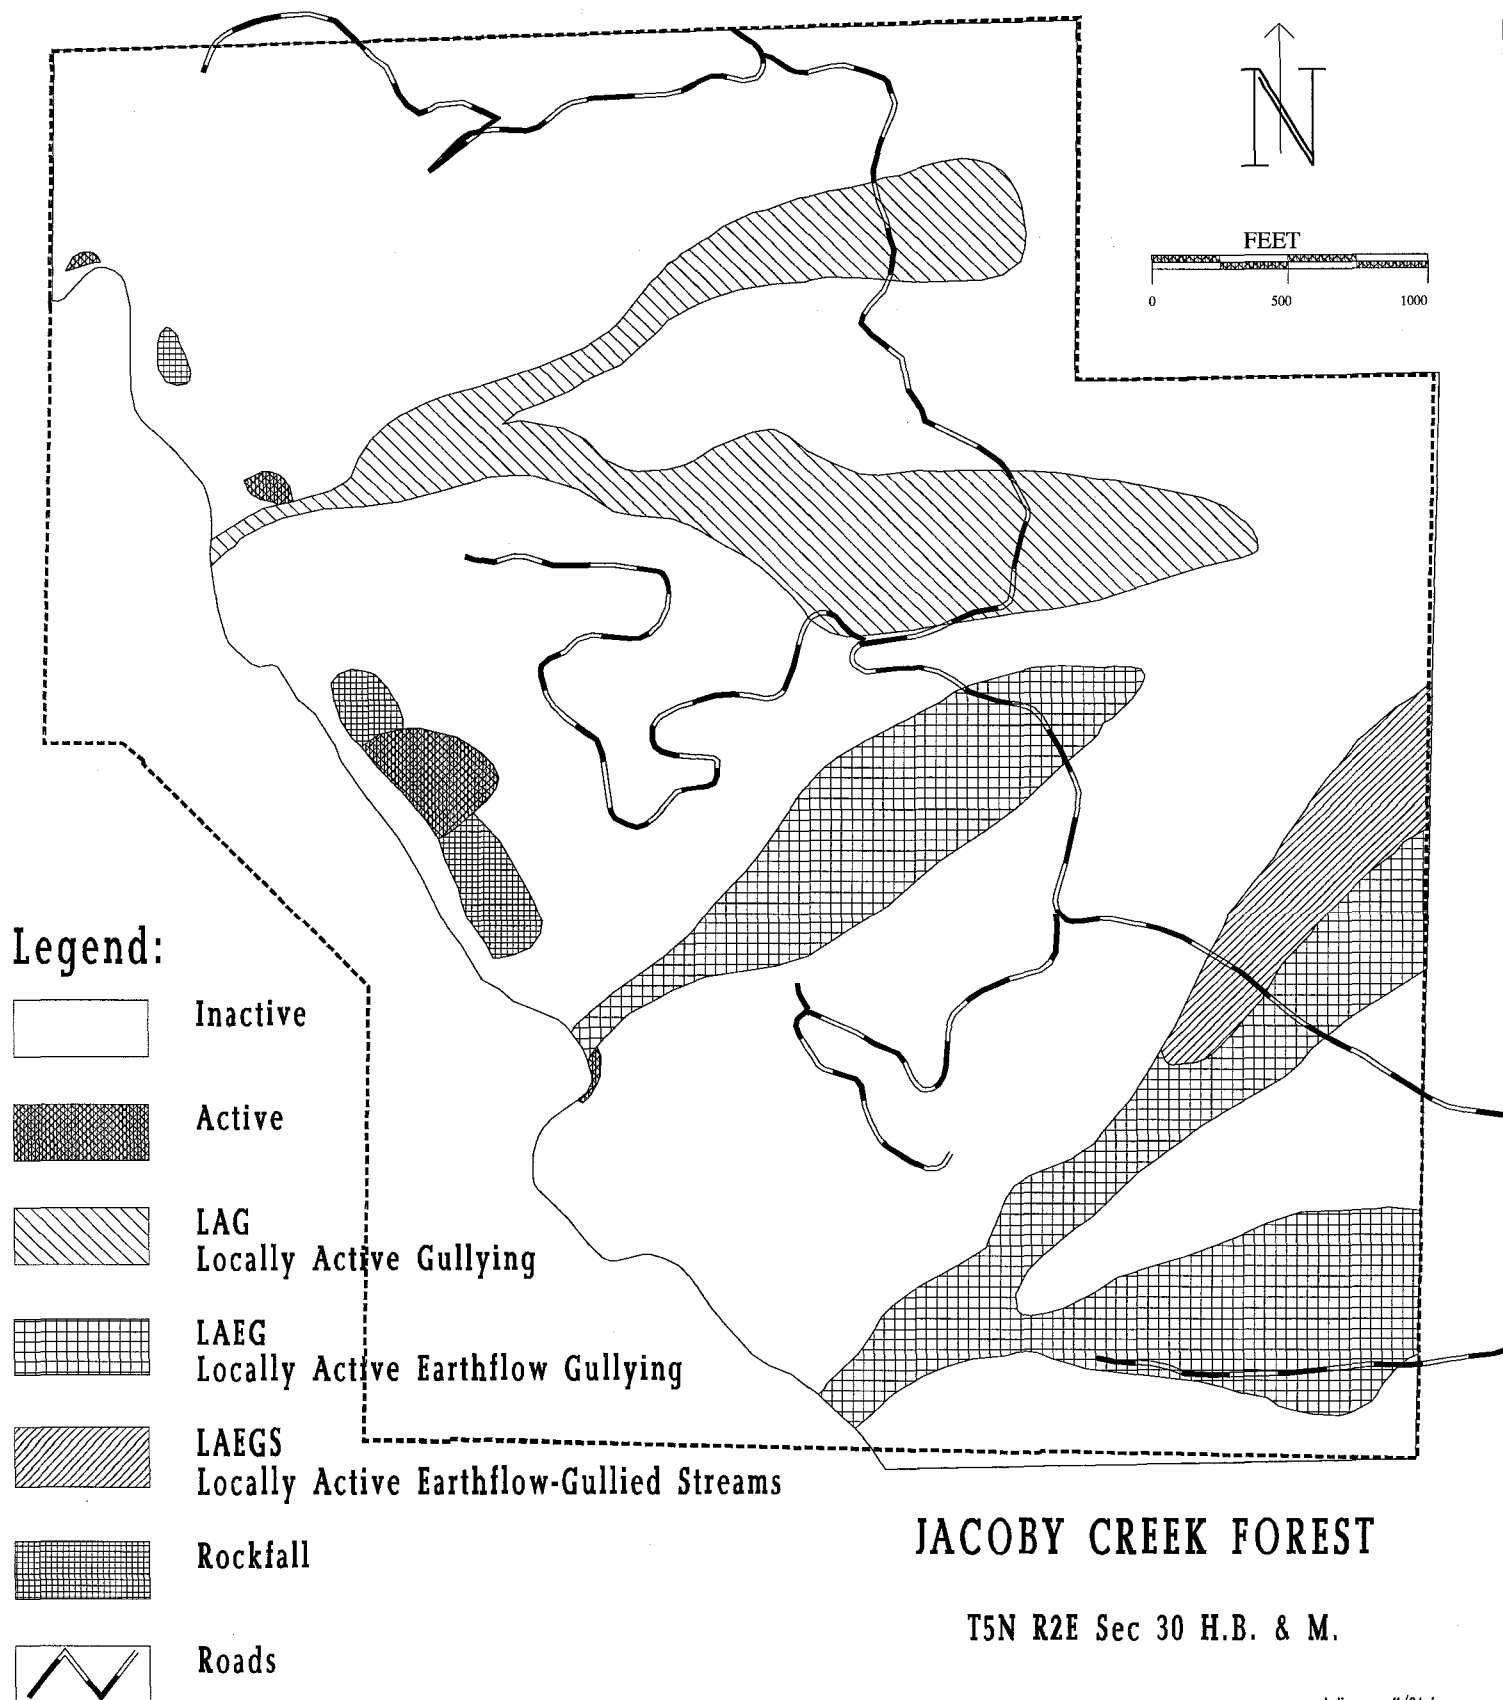 N
FEET
0 500 1000
Legend:
Inactive
Active
LAG
Locally Active Gullying
LAEG
Locally Active Earthflow Gullying
LAEGS
Locally Active Earthflow-Gullied Streams
Rockfall
Roads
JACOBY CREEK FOREST
T5N R2E Sec 30 H.B. & M.